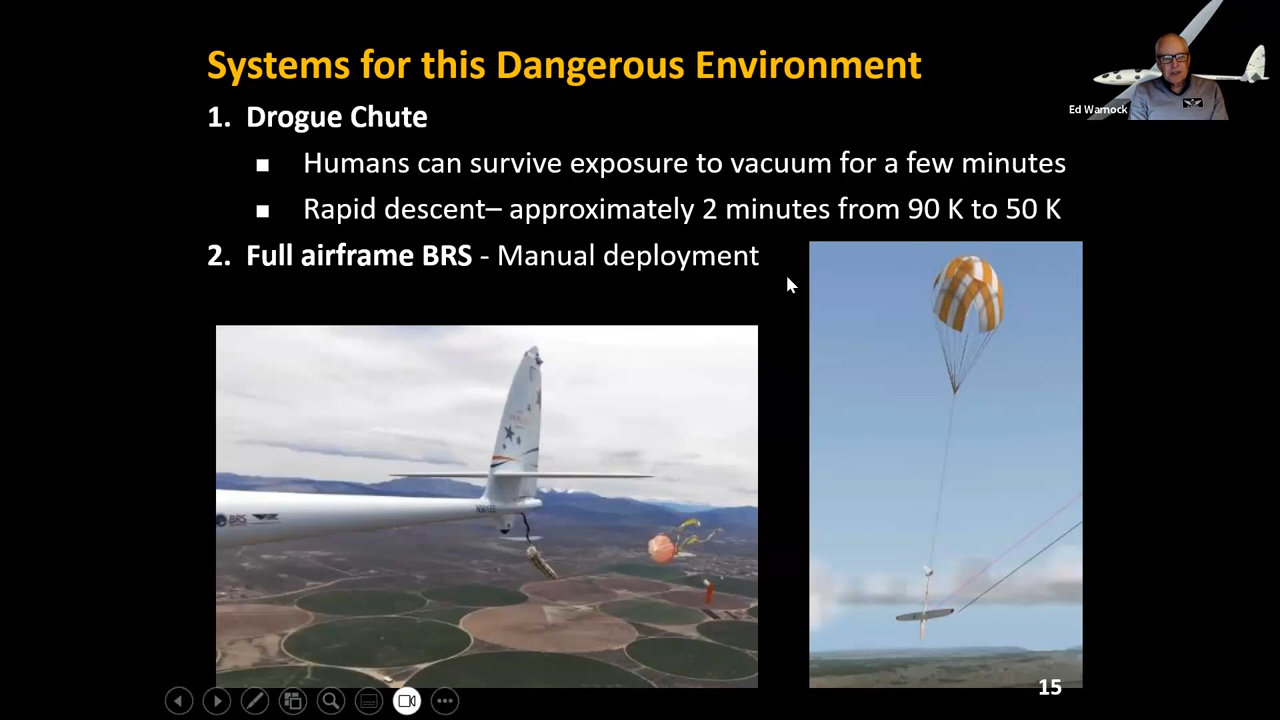 Systems for this Dangerous Environment
Ed Warnock
1. Drogue Chute
■ Humans can survive exposure to vacuum for a few minutes
■ Rapid descent– approximately 2 minutes from 90 K to 50 K
2. Full airframe BRS - Manual deployment
BRS
15